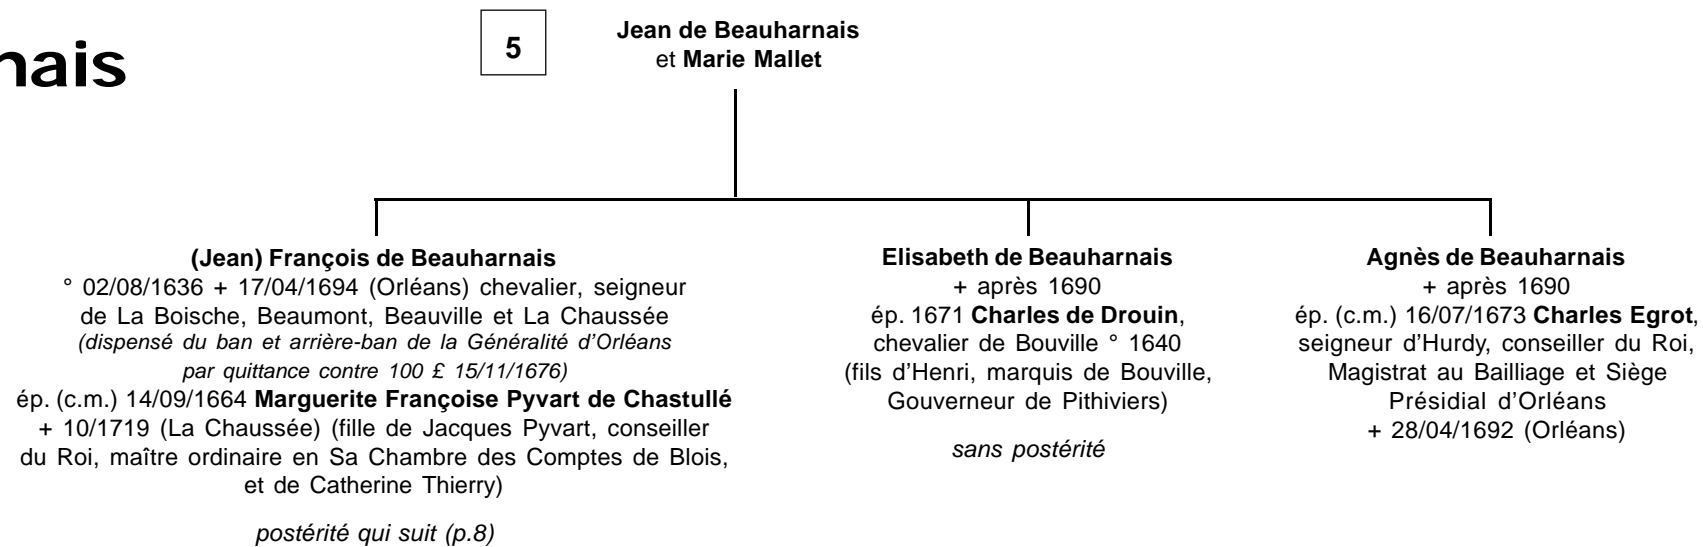 nais
5
Jean de Beauharnais
et Marie Mallet
(Jean) François de Beauharnais
° 02/08/1636 + 17/04/1694 (Orléans) chevalier, seigneur
de La Boische, Beaumont, Beauville et La Chaussée
(dispensé du ban et arrière-ban de la Généralité d’Orléans
par quittance contre 100 £ 15/11/1676)
ép. (c.m.) 14/09/1664 Marguerite Françoise Pyvart de Chastullé
+ 10/1719 (La Chaussée) (fille de Jacques Pyvart, conseiller
du Roi, maître ordinaire en Sa Chambre des Comptes de Blois,
et de Catherine Thierry)
postérité qui suit (p.8)
Elisabeth de Beauharnais
+ après 1690
ép. 1671 Charles de Drouin,
chevalier de Bouville ° 1640
(fils d’Henri, marquis de Bouville,
Gouverneur de Pithiviers)
sans postérité
Agnès de Beauharnais
+ après 1690
ép. (c.m.) 16/07/1673 Charles Egrot,
seigneur d’Hurdy, conseiller du Roi,
Magistrat au Bailliage et Siège
Présidial d’Orléans
+ 28/04/1692 (Orléans)